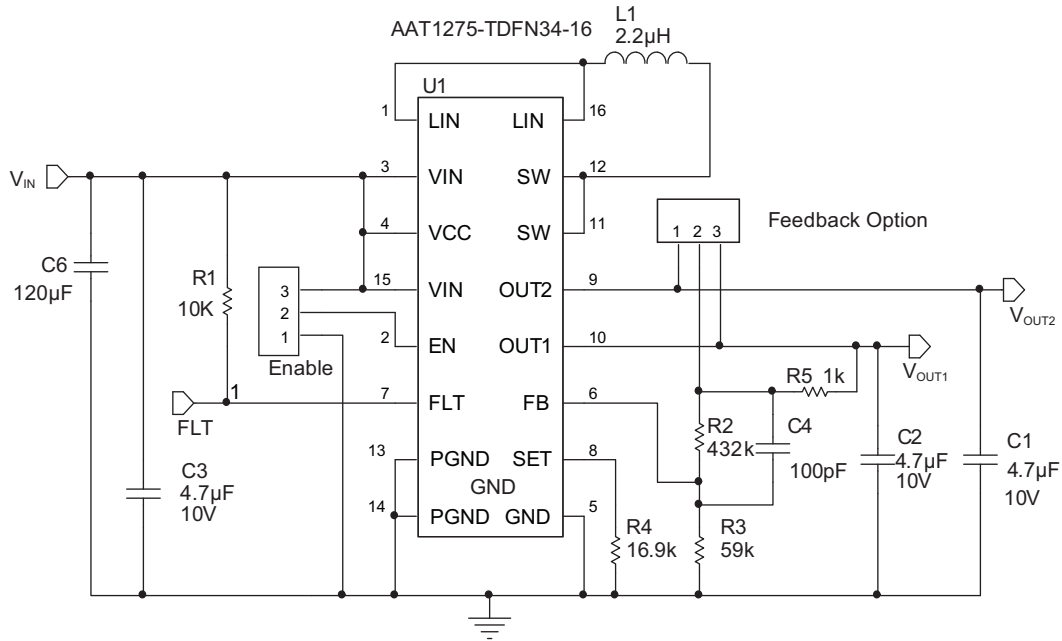 AAT1275-TDFN34-16
L1
2.2µH
U1
1
LIN
LIN
16
VIN
3
VIN
SW
12
4
VCC
SW
11
1 2 3
Feedback Option
C6
120µF
R1
10K
3
2
1
Enable
15
VIN
OUT2
9
VOUT2
2
EN
OUT1
10
VOUT1
R5 1k
FLT
1
7
FLT
FB
6
R2
432k
C4
100pF
C2
4.7µF
10V
C1
4.7µF
10V
C3
4.7µF
10V
13
PGND
SET
8
GND
14
PGND
GND
5
R4
16.9k
R3
59k